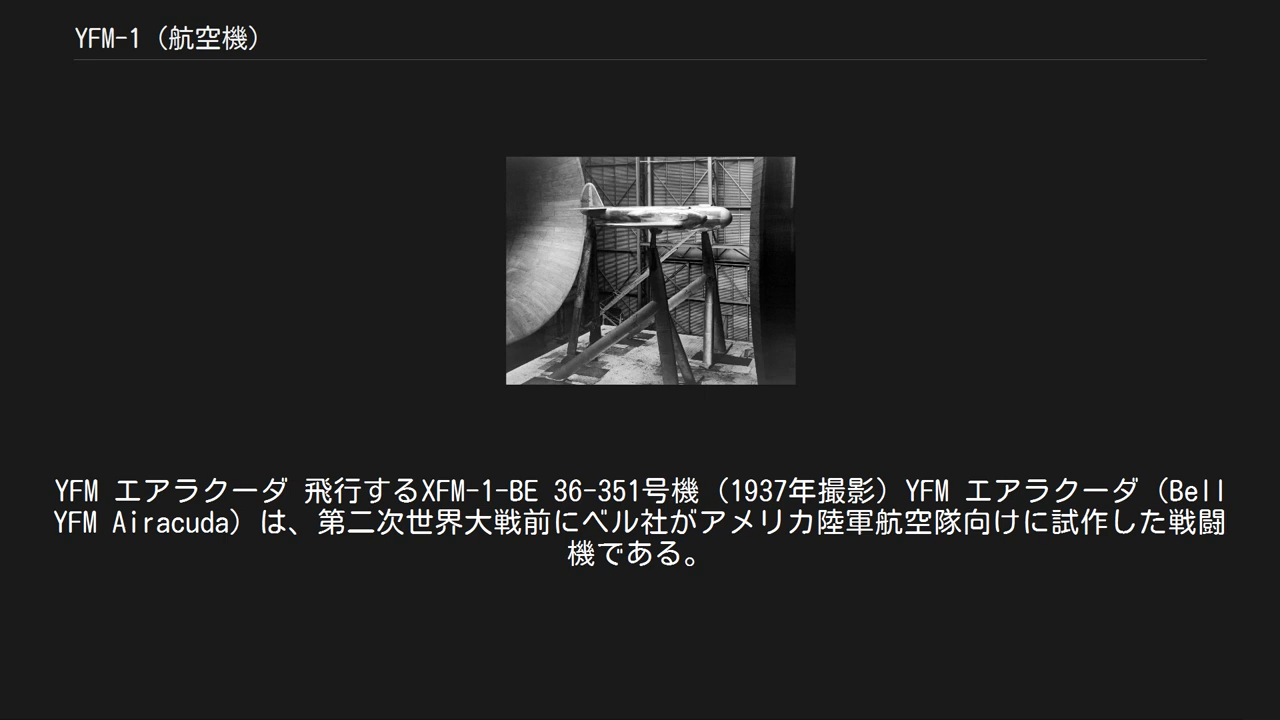 YFM-1（航空機）
YFM エアラクーダ 飛行するXFM-1-BE 36-351号機（1937年撮影）YFM エアラクーダ（Bell
YFM Airacuda）は、第二次世界大戦前にベル社がアメリカ陸軍航空隊向けに試作した戦闘
機である。